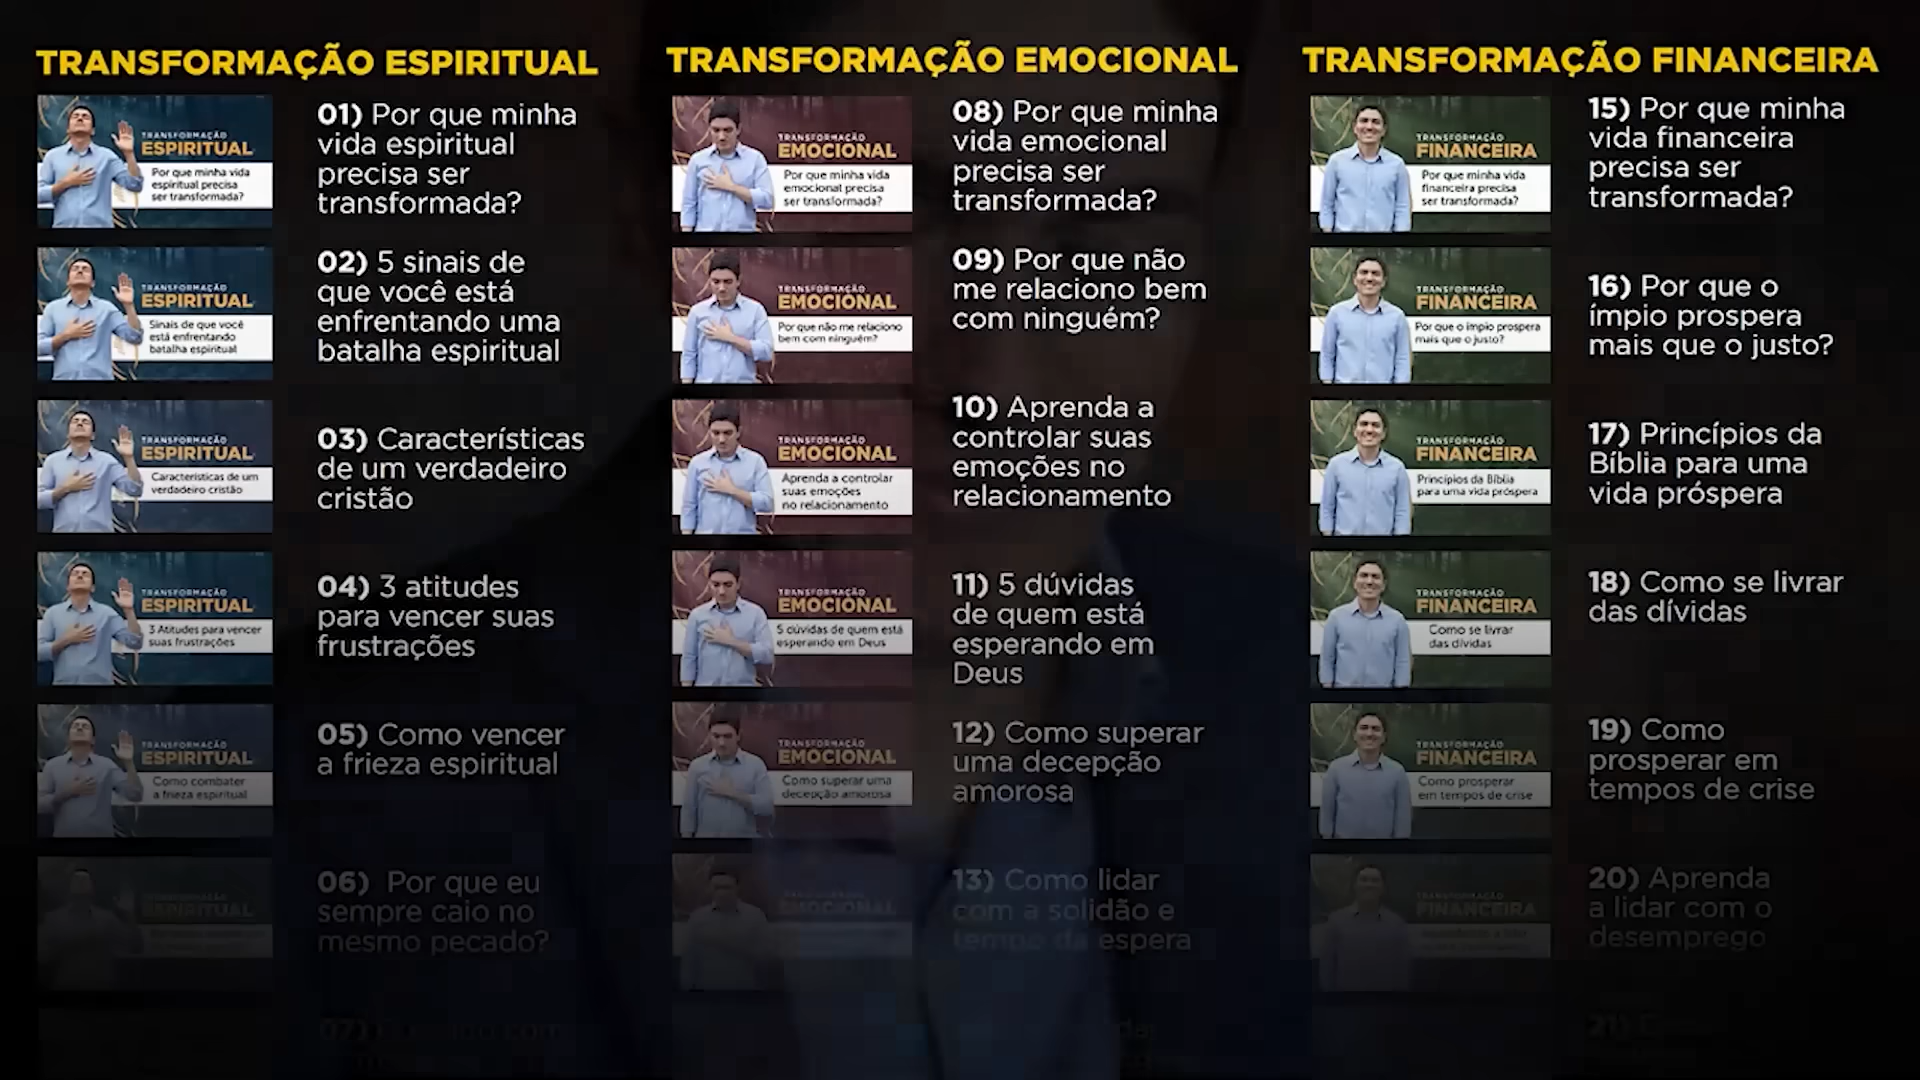 TRANSFORMAÇÃO ESPIRITUAL
TRANSFORMAÇÃO
ESPIRITUAL
Por que minha vida
espiritual precisa
ser transformada?
01) Por que minha
vida espiritual
precisa ser
transformada?
TRANSFORMAÇÃO
ESPIRITUAL
Sinais de que você
está enfrentando
batalha espiritual
02) 5 sinais de
que você está
enfrentando uma
batalha espiritual
TRANSFORMAÇÃO
ESPIRITUAL
Características de um
verdadeiro cristão
03) Características
de um verdadeiro
cristão
TRANSFORMAÇÃO
ESPIRITUAL
3 Atitudes para vencer
suas frustrações
04) 3 atitudes
para vencer suas
frustrações
TRANSFORMAÇÃO
ESPIRITUAL
Como combater
a frieza espiritual
05) Como vencer
a frieza espiritual
ESPIRITUAL
06) Por que eu
sempre caio no
mesmo pecado?
07)
TRANSFORMAÇÃO EMOCIONAL
TRANSFORMAÇÃO
EMOCIONAL
Por que minha vida
emocional precisa
ser transformada?
08) Por que minha
vida emocional
precisa ser
transformada?
TRANSFORMAÇÃO
EMOCIONAL
Por que não me relaciono
bem com ninguém?
09) Por que não
me relaciono bem
com ninguém?
TRANSFORMAÇÃO
EMOCIONAL
Aprenda a controlar
suas emoções
no relacionamento
10) Aprenda a
controlar suas
emoções no
relacionamento
TRANSFORMAÇÃO
EMOCIONAL
5 dúvidas de quem está
esperando em Deus
11) 5 dúvidas
de quem está
esperando em
Deus
TRANSFORMAÇÃO
EMOCIONAL
Como superar uma
decepção amorosa
12) Como superar
uma decepção
amorosa
EMOCIONAL
13) Como lidar
com a solidão e
tempo da espera
TRANSFORMAÇÃO FINANCEIRA
TRANSFORMAÇÃO
FINANCEIRA
Por que minha vida
financeira precisa
ser transformada?
15) Por que minha
vida financeira
precisa ser
transformada?
TRANSFORMAÇÃO
FINANCEIRA
Por que o ímpio prospera
mais que o justo?
16) Por que o
ímpio prospera
mais que o justo?
TRANSFORMAÇÃO
FINANCEIRA
Princípios da Bíblia
para uma vida próspera
17) Princípios da
Bíblia para uma
vida próspera
TRANSFORMAÇÃO
FINANCEIRA
Como se livrar
das dívidas
18) Como se livrar
das dívidas
TRANSFORMAÇÃO
FINANCEIRA
Como prosperar
em tempos de crise
19) Como
prosperar em
tempos de crise
TRANSFORMAÇÃO
FINANCEIRA
20) Aprenda
a lidar com o
desemprego
21)